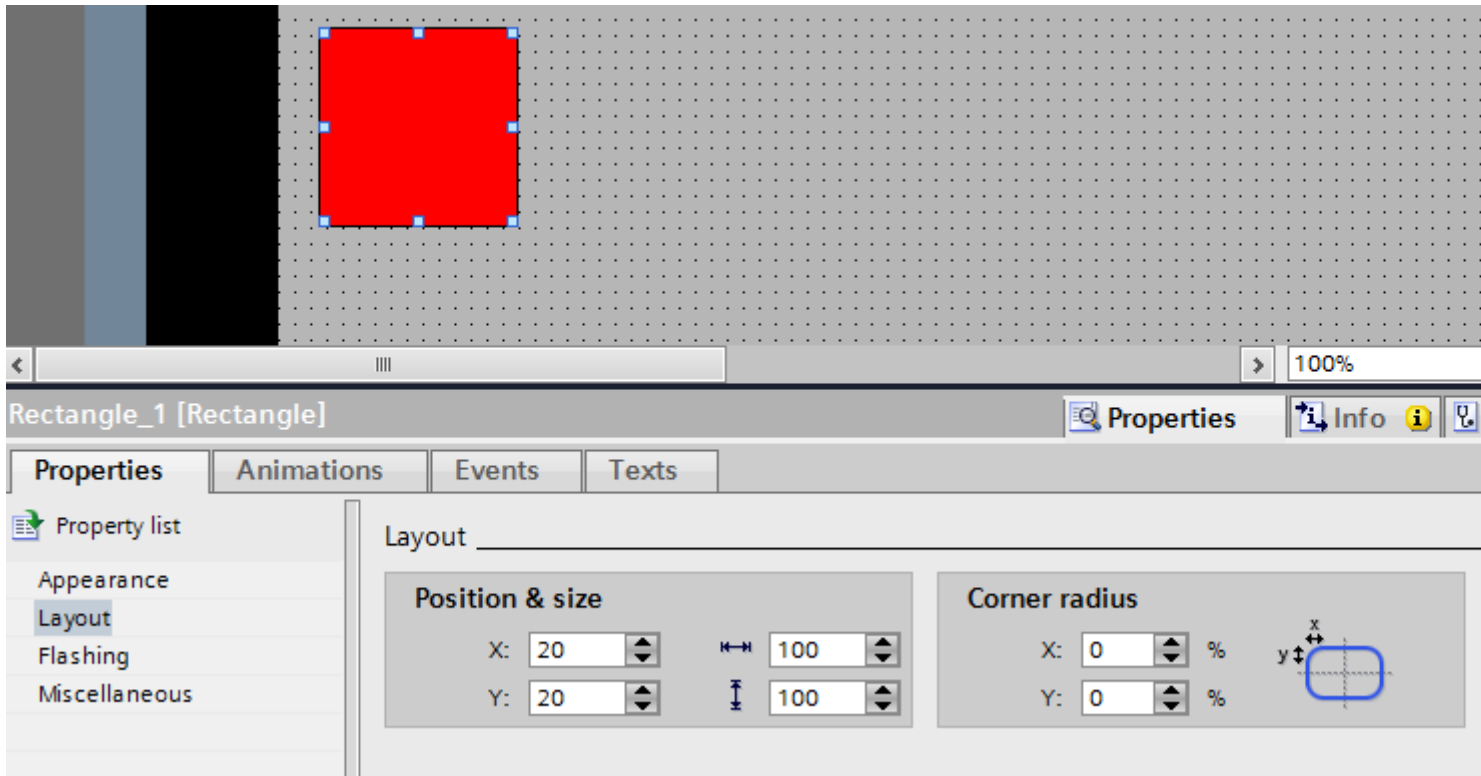 100%
Rectangle_1 [Rectangle]
Properties
Info
Properties
Animations
Events
Texts
Property list
Appearance
Layout
Flashing
Miscellaneous
Layout
Position & size
X: 20
100
Y: 20
100
Corner radius
X: 0 %
Y: 0 %
x
y